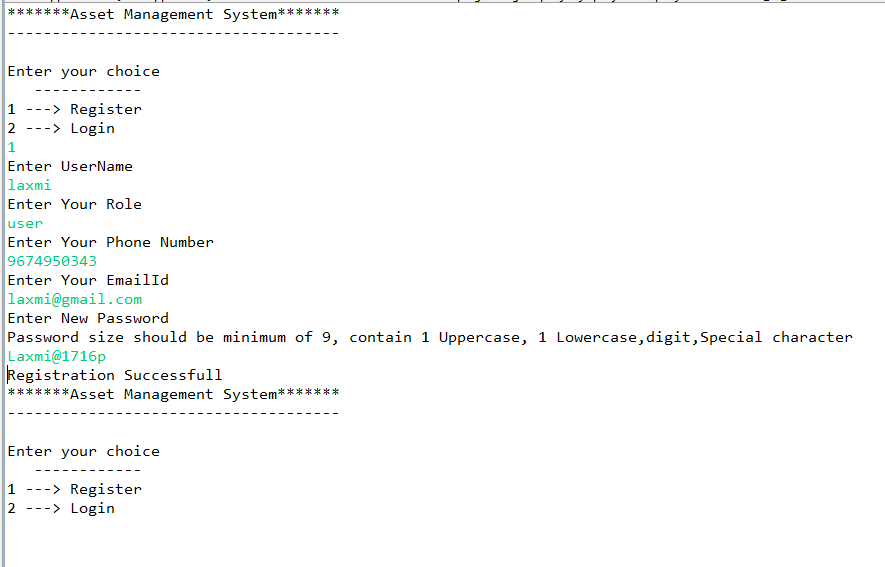 *******Asset Management System*******
-------------------------------------
Enter your choice
------------
1 ---> Register
2 ---> Login
1
Enter UserName
laxmi
Enter Your Role
user
Enter Your Phone Number
9674950343
Enter Your EmailId
laxmi@gmail.com
Enter New Password
Password size should be minimum of 9, contain 1 Uppercase, 1 Lowercase,digit,Special character
Laxmi@1716p
Registration Successfull
*******Asset Management System*******
-------------------------------------
Enter your choice
------------
1 ---> Register
2 ---> Login